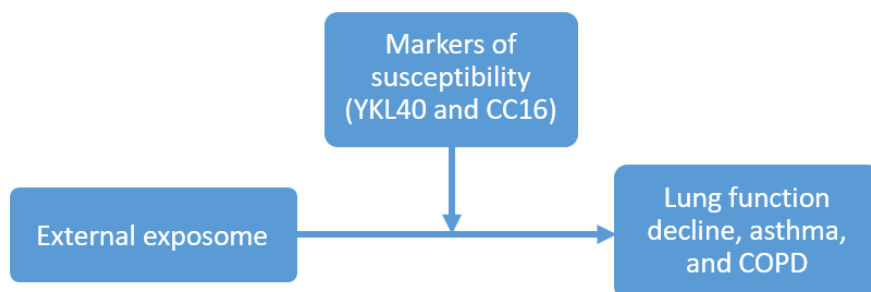 Markers of
susceptibility
(YKL40 and CC16)
External exposome
Lung function
decline, asthma,
and COPD